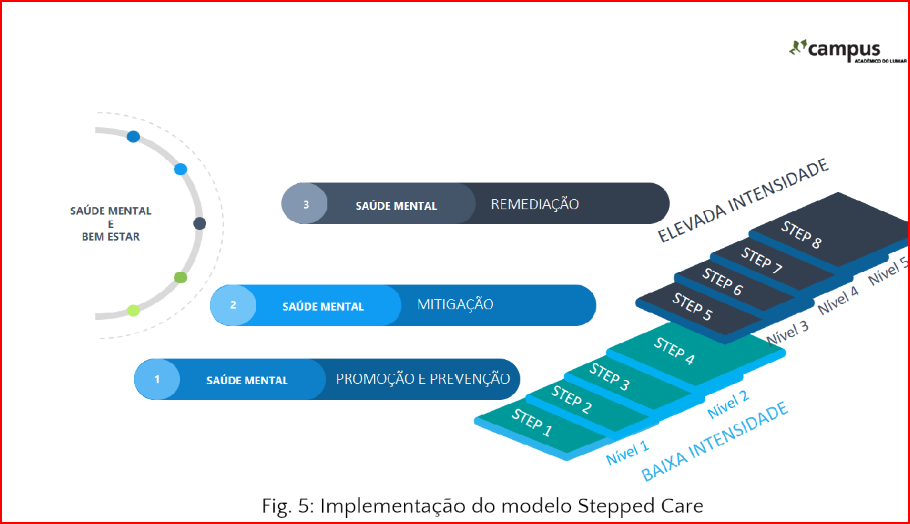 campus
ACADÉMICO DO LUMIAR
SAÚDE MENTAL
E
BEM ESTAR
3 SAÚDE MENTAL REMEDIAÇÃO
2 SAÚDE MENTAL MITIGAÇÃO
1 SAÚDE MENTAL PROMOÇÃO E PREVENÇÃO
ELEVADA INTENSIDADE
STEP 8
STEP 7
STEP 6
STEP 5
Nível 5
Nível 4
Nível 3
STEP 4
STEP 3
STEP 2
STEP 1
Nível 2
Nível 1
BAIXA INTENSIDADE
Fig. 5: Implementação do modelo Stepped Care